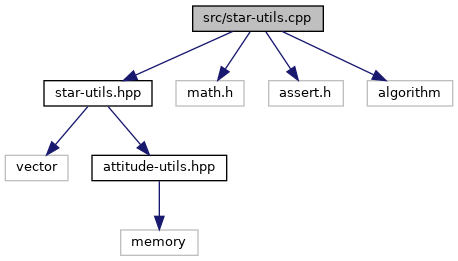 src/star-utils.cpp
star-utils.hpp
math.h
assert.h
algorithm
vector
attitude-utils.hpp
memory